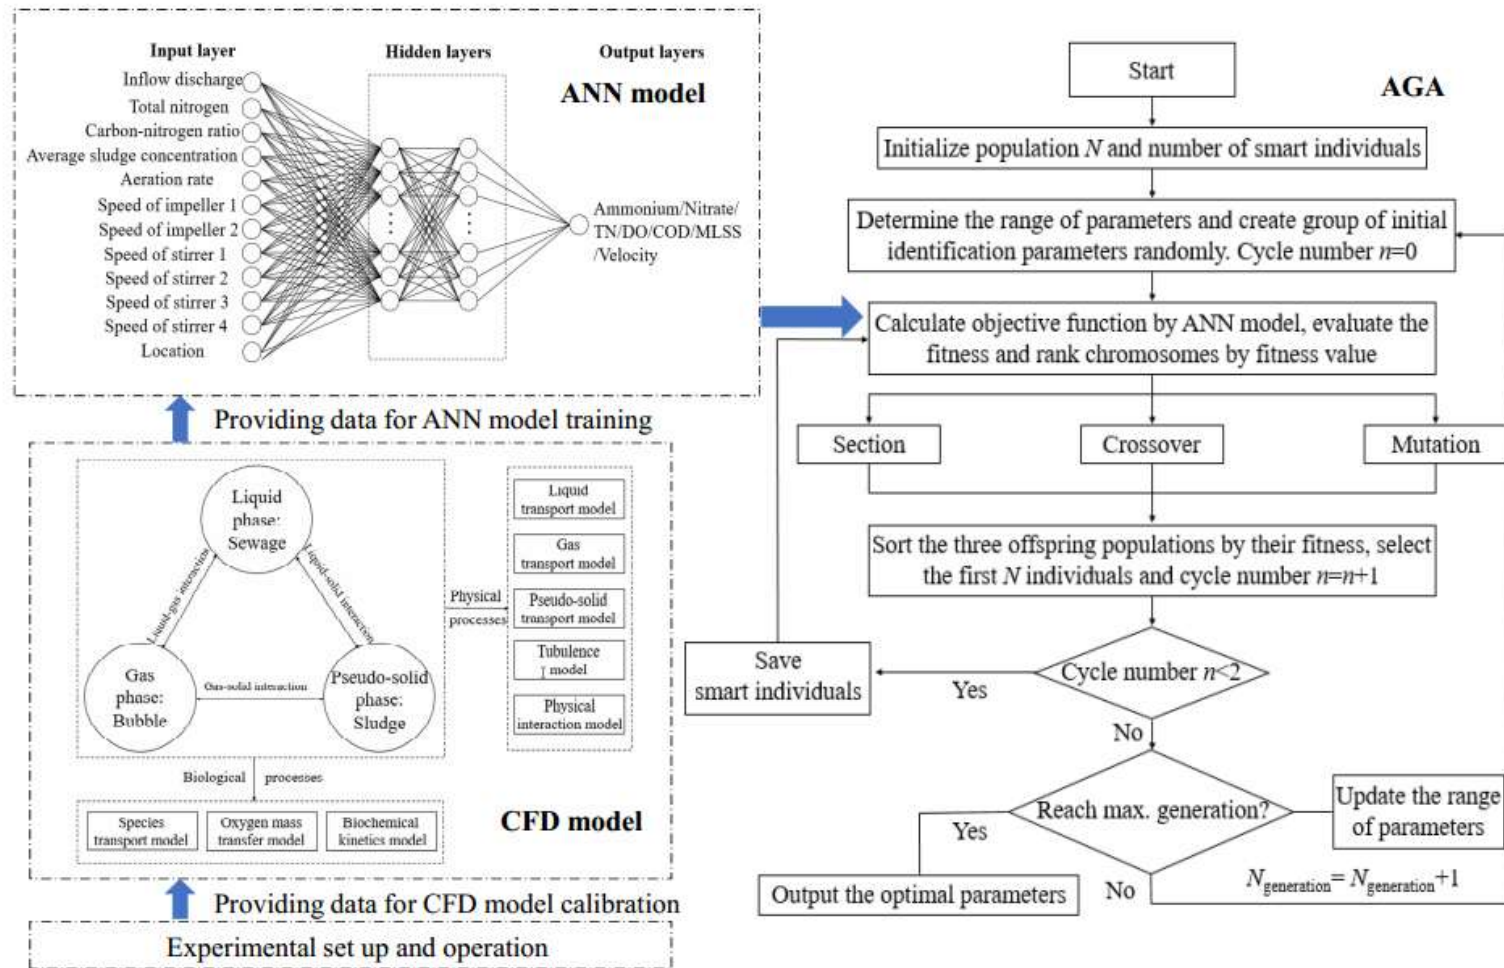 Input layer
Hidden layers
Output layers
ANN model
Inflow discharge
Total nitrogen
Carbon-nitrogen ratio
Average sludge concentration
Aeration rate
Speed of impeller 1
Speed of impeller 2
Speed of stirrer 1
Speed of stirrer 2
Speed of stirrer 3
Speed of stirrer 4
Location
Ammonium/Nitrate/
TN/DO/COD/MLSS
/Velocity
Providing data for ANN model training
Liquid
phase:
Sewage
Liquid-gas interaction
Liquid-solid interaction
Gas
phase:
Bubble
Gas-solid interaction
Pseudo-solid
phase:
Sludge
Physical
processes
Liquid
transport model
Gas
transport model
Pseudo-solid
transport model
Tubulence
model
Physical
interaction model
Biological processes
Species
transport model
Oxygen mass
transfer model
Biochemical
kinetics model
CFD model
Providing data for CFD model calibration
Experimental set up and operation
AGA
Start
Initialize population N and number of smart individuals
Determine the range of parameters and create group of initial
identification parameters randomly. Cycle number n=0
Calculate objective function by ANN model, evaluate the
fitness and rank chromosomes by fitness value
Section
Crossover
Mutation
Sort the three offspring populations by their fitness, select
the first N individuals and cycle number n=n+1
Cycle number n<2
Yes
Save
smart individuals
No
Reach max. generation?
Update the range
of parameters
Yes
Output the optimal parameters
No
Ngeneration= Ngeneration+1